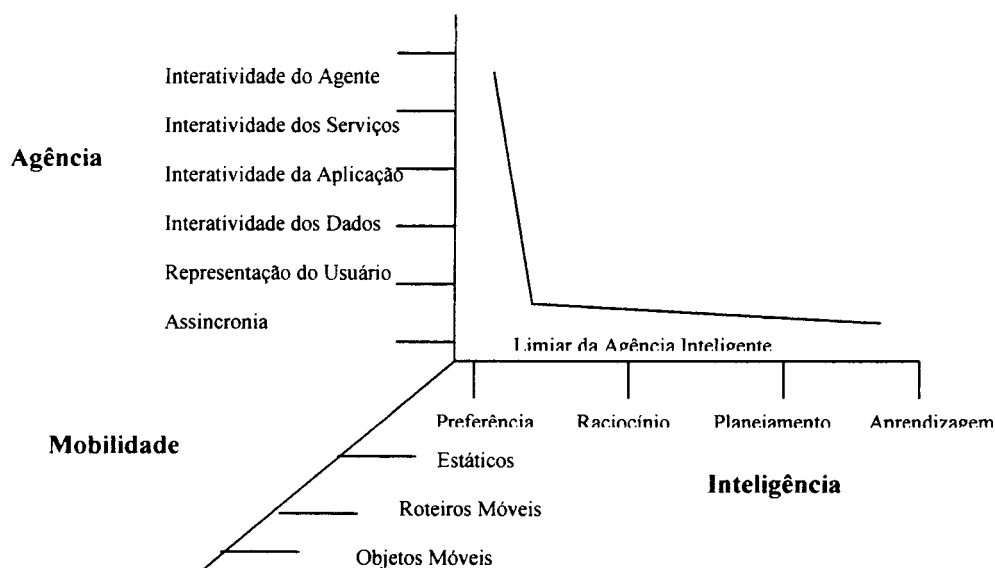 Interatividade do Agente
Interatividade dos Serviços
Agência
Interatividade da Aplicação
Interatividade dos Dados
Representação do Usuário
Assincronia
Limiar da Agência Inteligente
Preferência Raciocínio Planejamento Aprendizagem
Mobilidade
Estáticos
Inteligência
Roteiros Móveis
Objetos Móveis